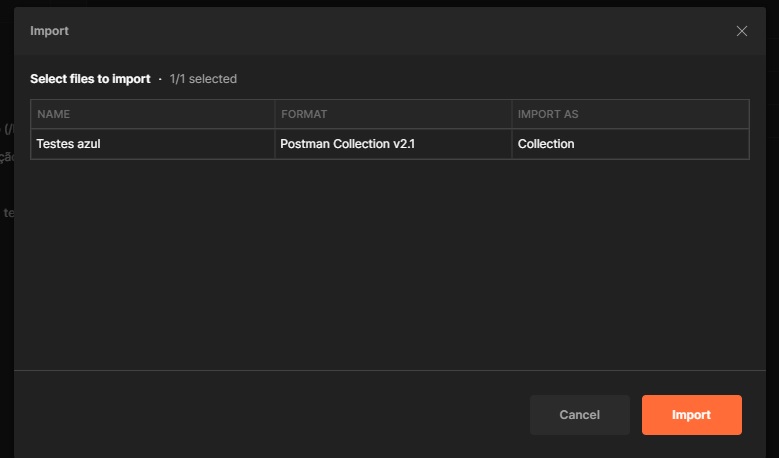 Import
Select files to import · 1/1 selected
NAME FORMAT IMPORT AS
Testes azul Postman Collection v2.1 Collection
Cancel Import